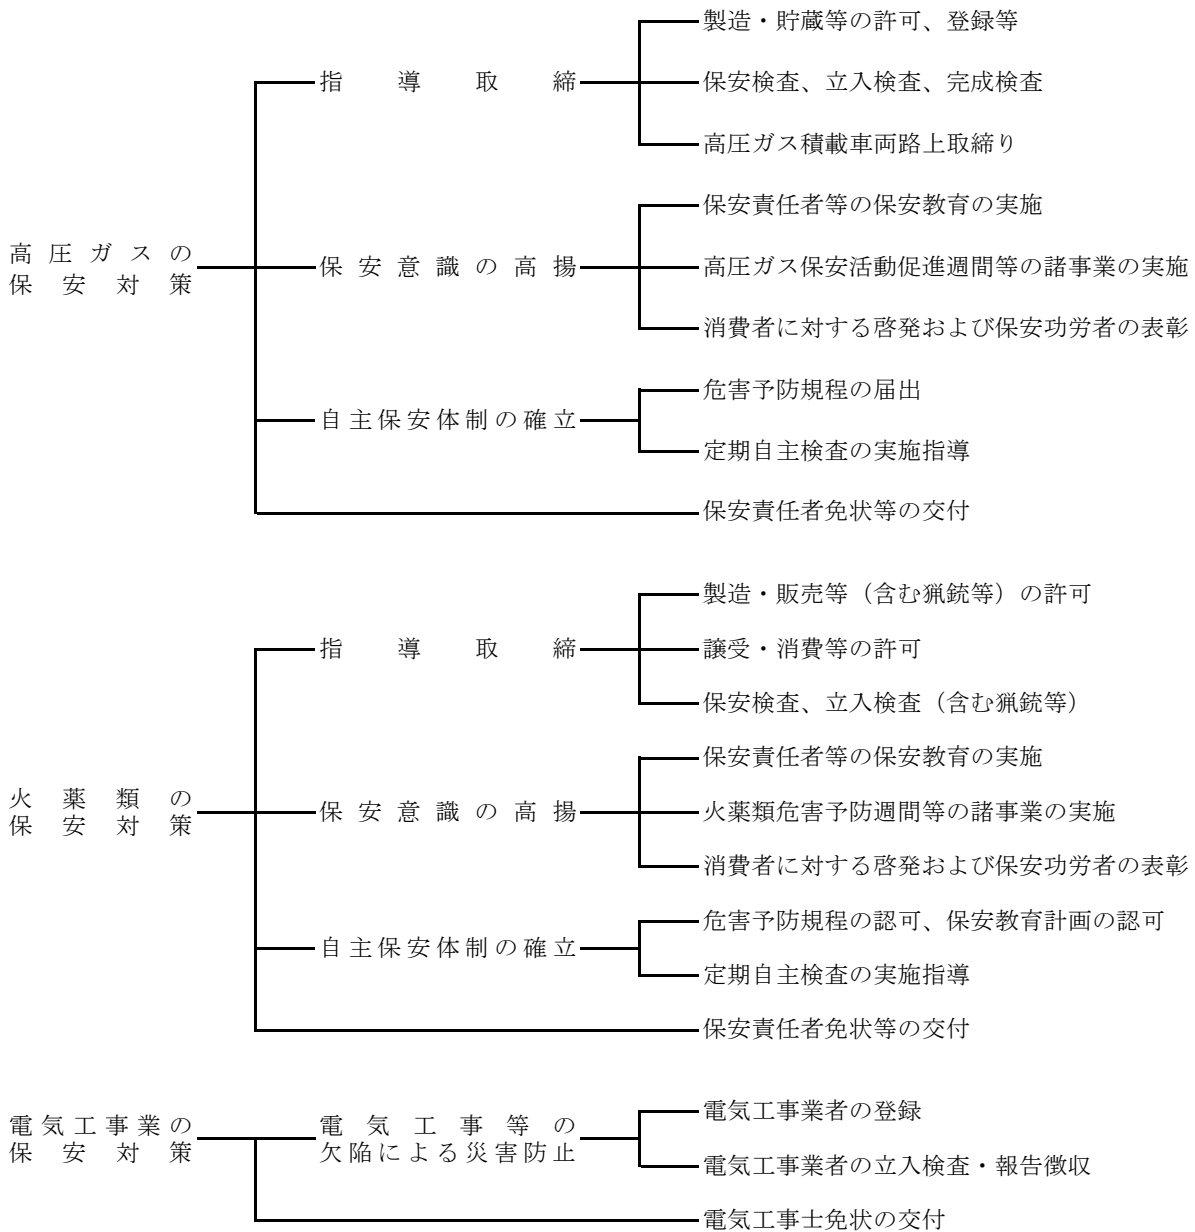 高圧ガスの
保安対策
指導取締
製造・貯蔵等の許可、登録等
保安検査、立入検査、完成検査
高圧ガス積載車両路上取締り
保安意識の高揚
保安責任者等の保安教育の実施
高圧ガス保安活動促進週間等の諸事業の実施
消費者に対する啓発および保安功労者の表彰
自主保安体制の確立
危害予防規程の届出
定期自主検査の実施指導
保安責任者免状等の交付
火薬類の
保安対策
指導取締
製造・販売等（含む猟銃等）の許可
譲受・消費等の許可
保安検査、立入検査（含む猟銃等）
保安意識の高揚
保安責任者等の保安教育の実施
火薬類危害予防週間等の諸事業の実施
消費者に対する啓発および保安功労者の表彰
自主保安体制の確立
危害予防規程の認可、保安教育計画の認可
定期自主検査の実施指導
保安責任者免状等の交付
電気工事業の
保安対策
電気工事等の
欠陥による災害防止
電気工事業者の登録
電気工事業者の立入検査・報告徴収
電気工事士免状の交付